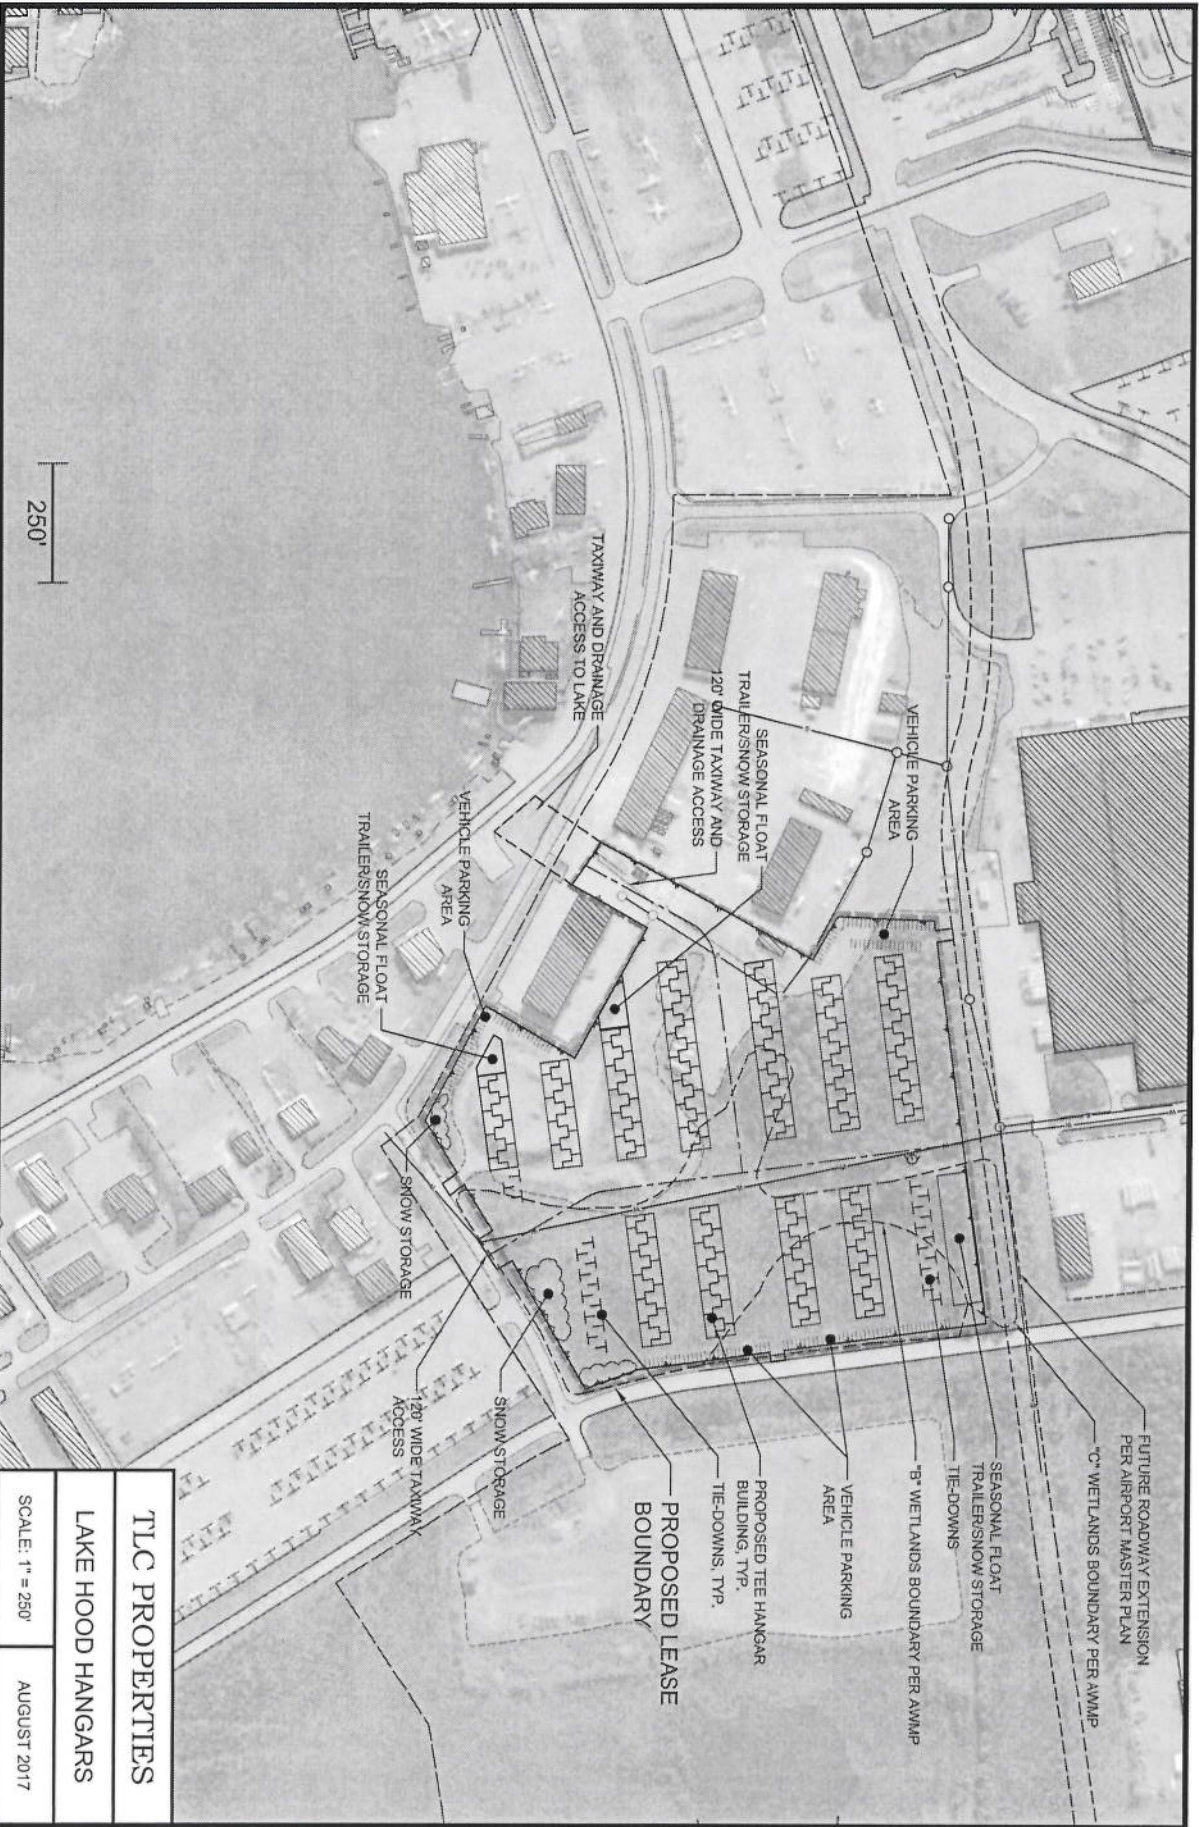 FUTURE ROADWAY EXTENSION
PER AIRPORT MASTER PLAN
"C" WETLANDS BOUNDARY PER AWMP
SEASONAL FLOAT
TRAILER/SNOW STORAGE
TIE-DOWNS
"B" WETLANDS BOUNDARY PER AWMP
VEHICLE PARKING
AREA
PROPOSED TEE HANGAR
BUILDING, TYP.
TIE-DOWNS, TYP.
PROPOSED LEASE
BOUNDARY
SNOW STORAGE
120' WIDE TAXIWAY
ACCESS
SNOW STORAGE
VEHICLE PARKING
AREA
SEASONAL FLOAT
TRAILER/SNOW STORAGE
120' WIDE TAXIWAY AND
DRAINAGE ACCESS
TAXIWAY AND DRAINAGE
ACCESS TO LAKE
VEHICLE PARKING
AREA
SEASONAL FLOAT
TRAILER/SNOW STORAGE
250'
TLC PROPERTIES
LAKE HOOD HANGARS
SCALE: 1" = 250'
AUGUST 2017